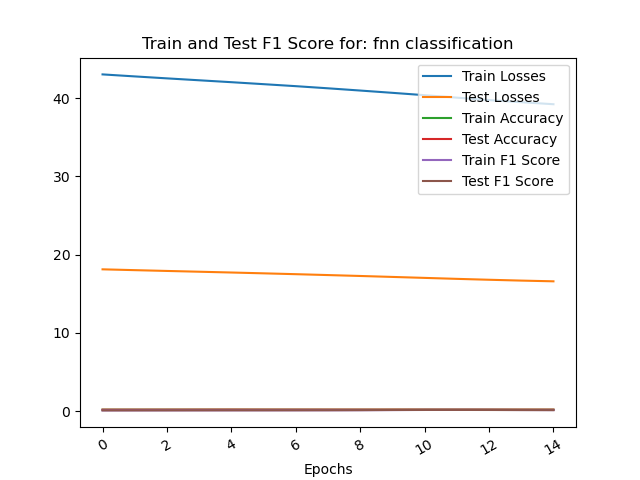 Train and Test F1 Score for: fnn classification
Train Losses
Test Losses
Train Accuracy
Test Accuracy
Train F1 Score
Test F1 Score
40
30
20
10
0
0 2 4 6 8 10 12 14
Epochs